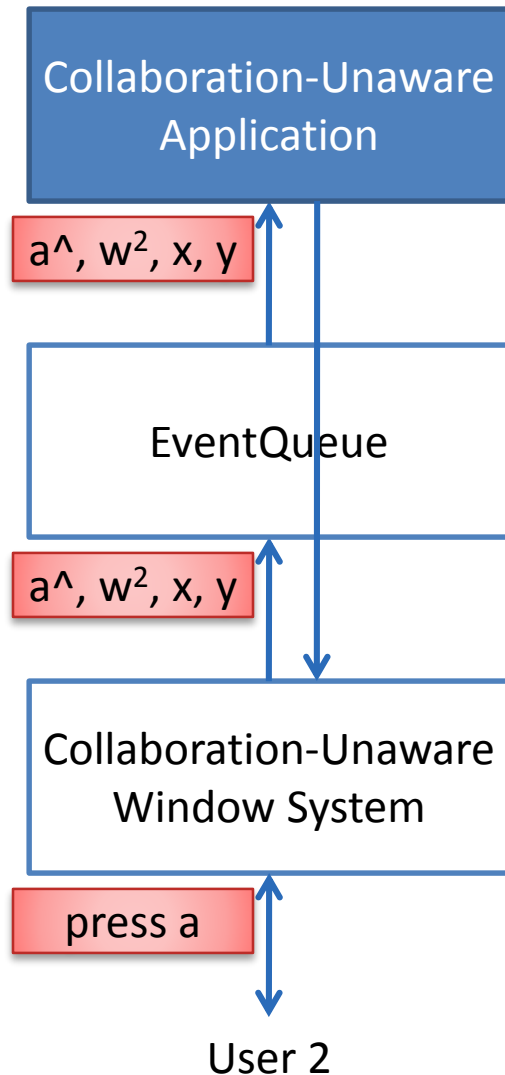 Collaboration-Unaware
Application
a^, w², x, y
EventQueue
a^, w², x, y
Collaboration-Unaware
Window System
press a
User 2